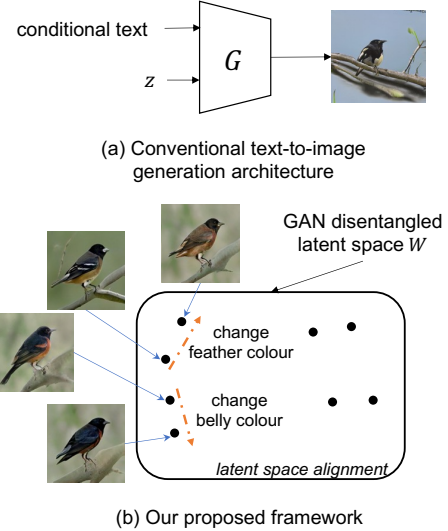 conditional text
z
G
(a) Conventional text-to-image
generation architecture
GAN disentangled
latent space W
change
feather colour
change
belly colour
latent space alignment
(b) Our proposed framework